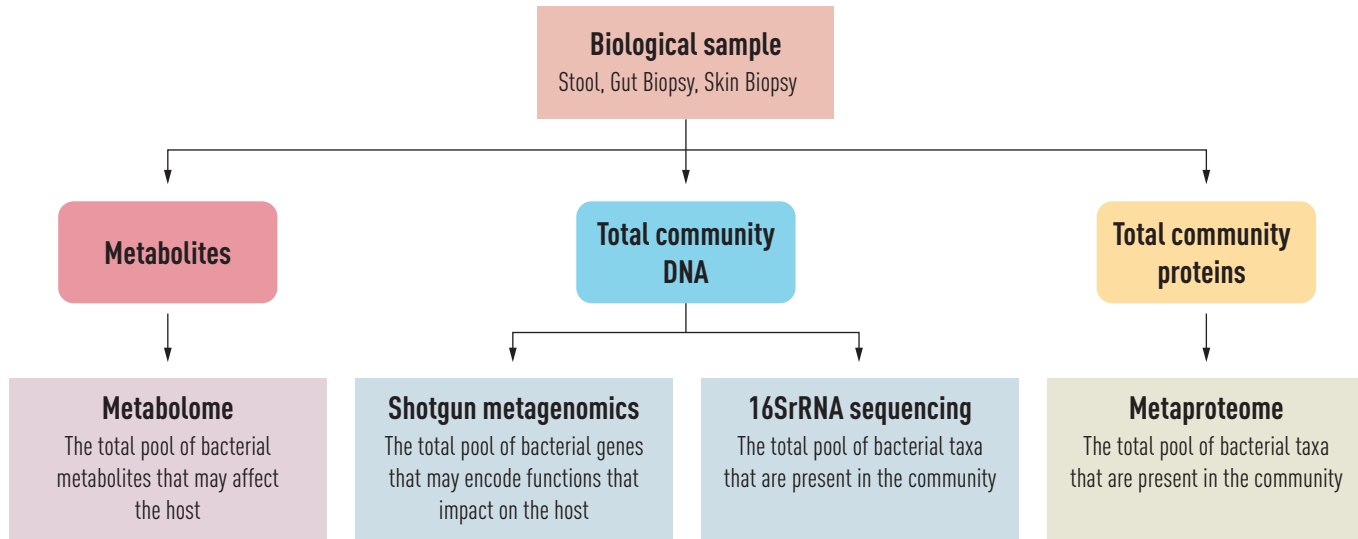 Biological sample
Stool, Gut Biopsy, Skin Biopsy
Metabolites
Total community
DNA
Total community
proteins
Metabolome
The total pool of bacterial
metabolites that may affect
the host
Shotgun metagenomics
The total pool of bacterial genes
that may encode functions that
impact on the host
16SrRNA sequencing
The total pool of bacterial taxa
that are present in the community
Metaproteome
The total pool of bacterial taxa
that are present in the community